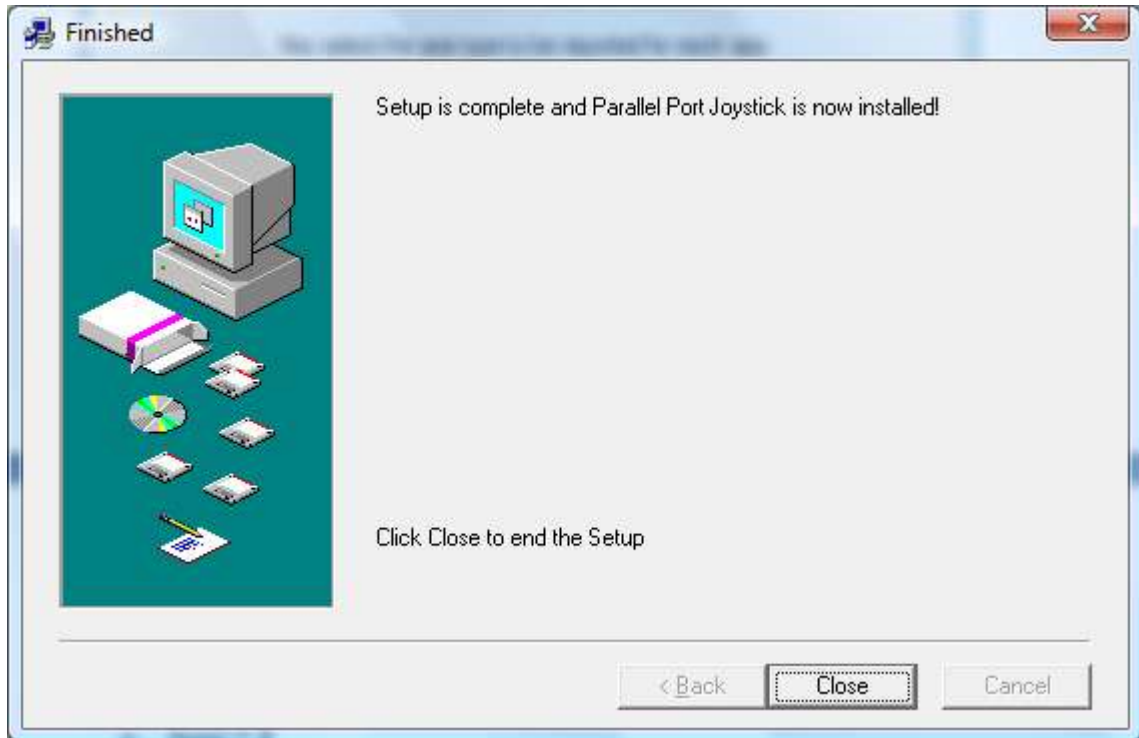 Finished
Setup is complete and Parallel Port Joystick is now installed!
Click Close to end the Setup
< Back
Close
Cancel